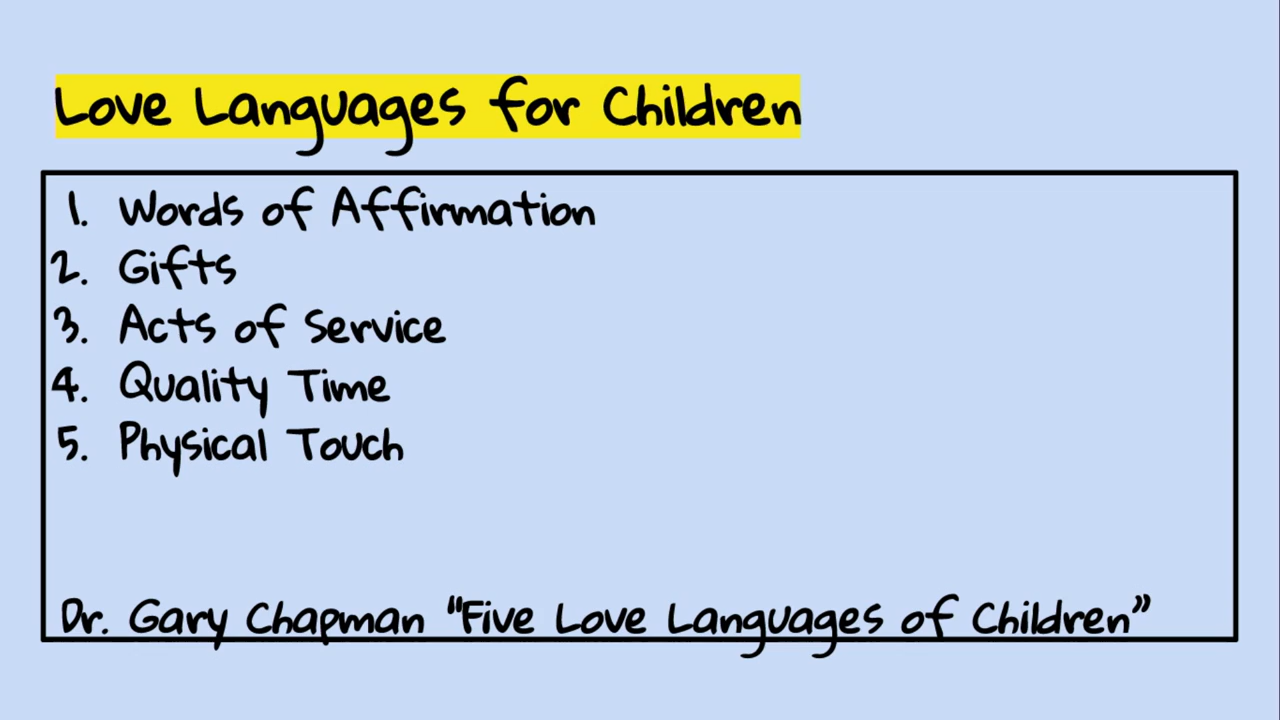 Love Languages for Children
1. Words of Affirmation
2. Gifts
3. Acts of Service
4. Quality Time
5. Physical Touch
Dr. Gary Chapman “Five Love Languages of Children”